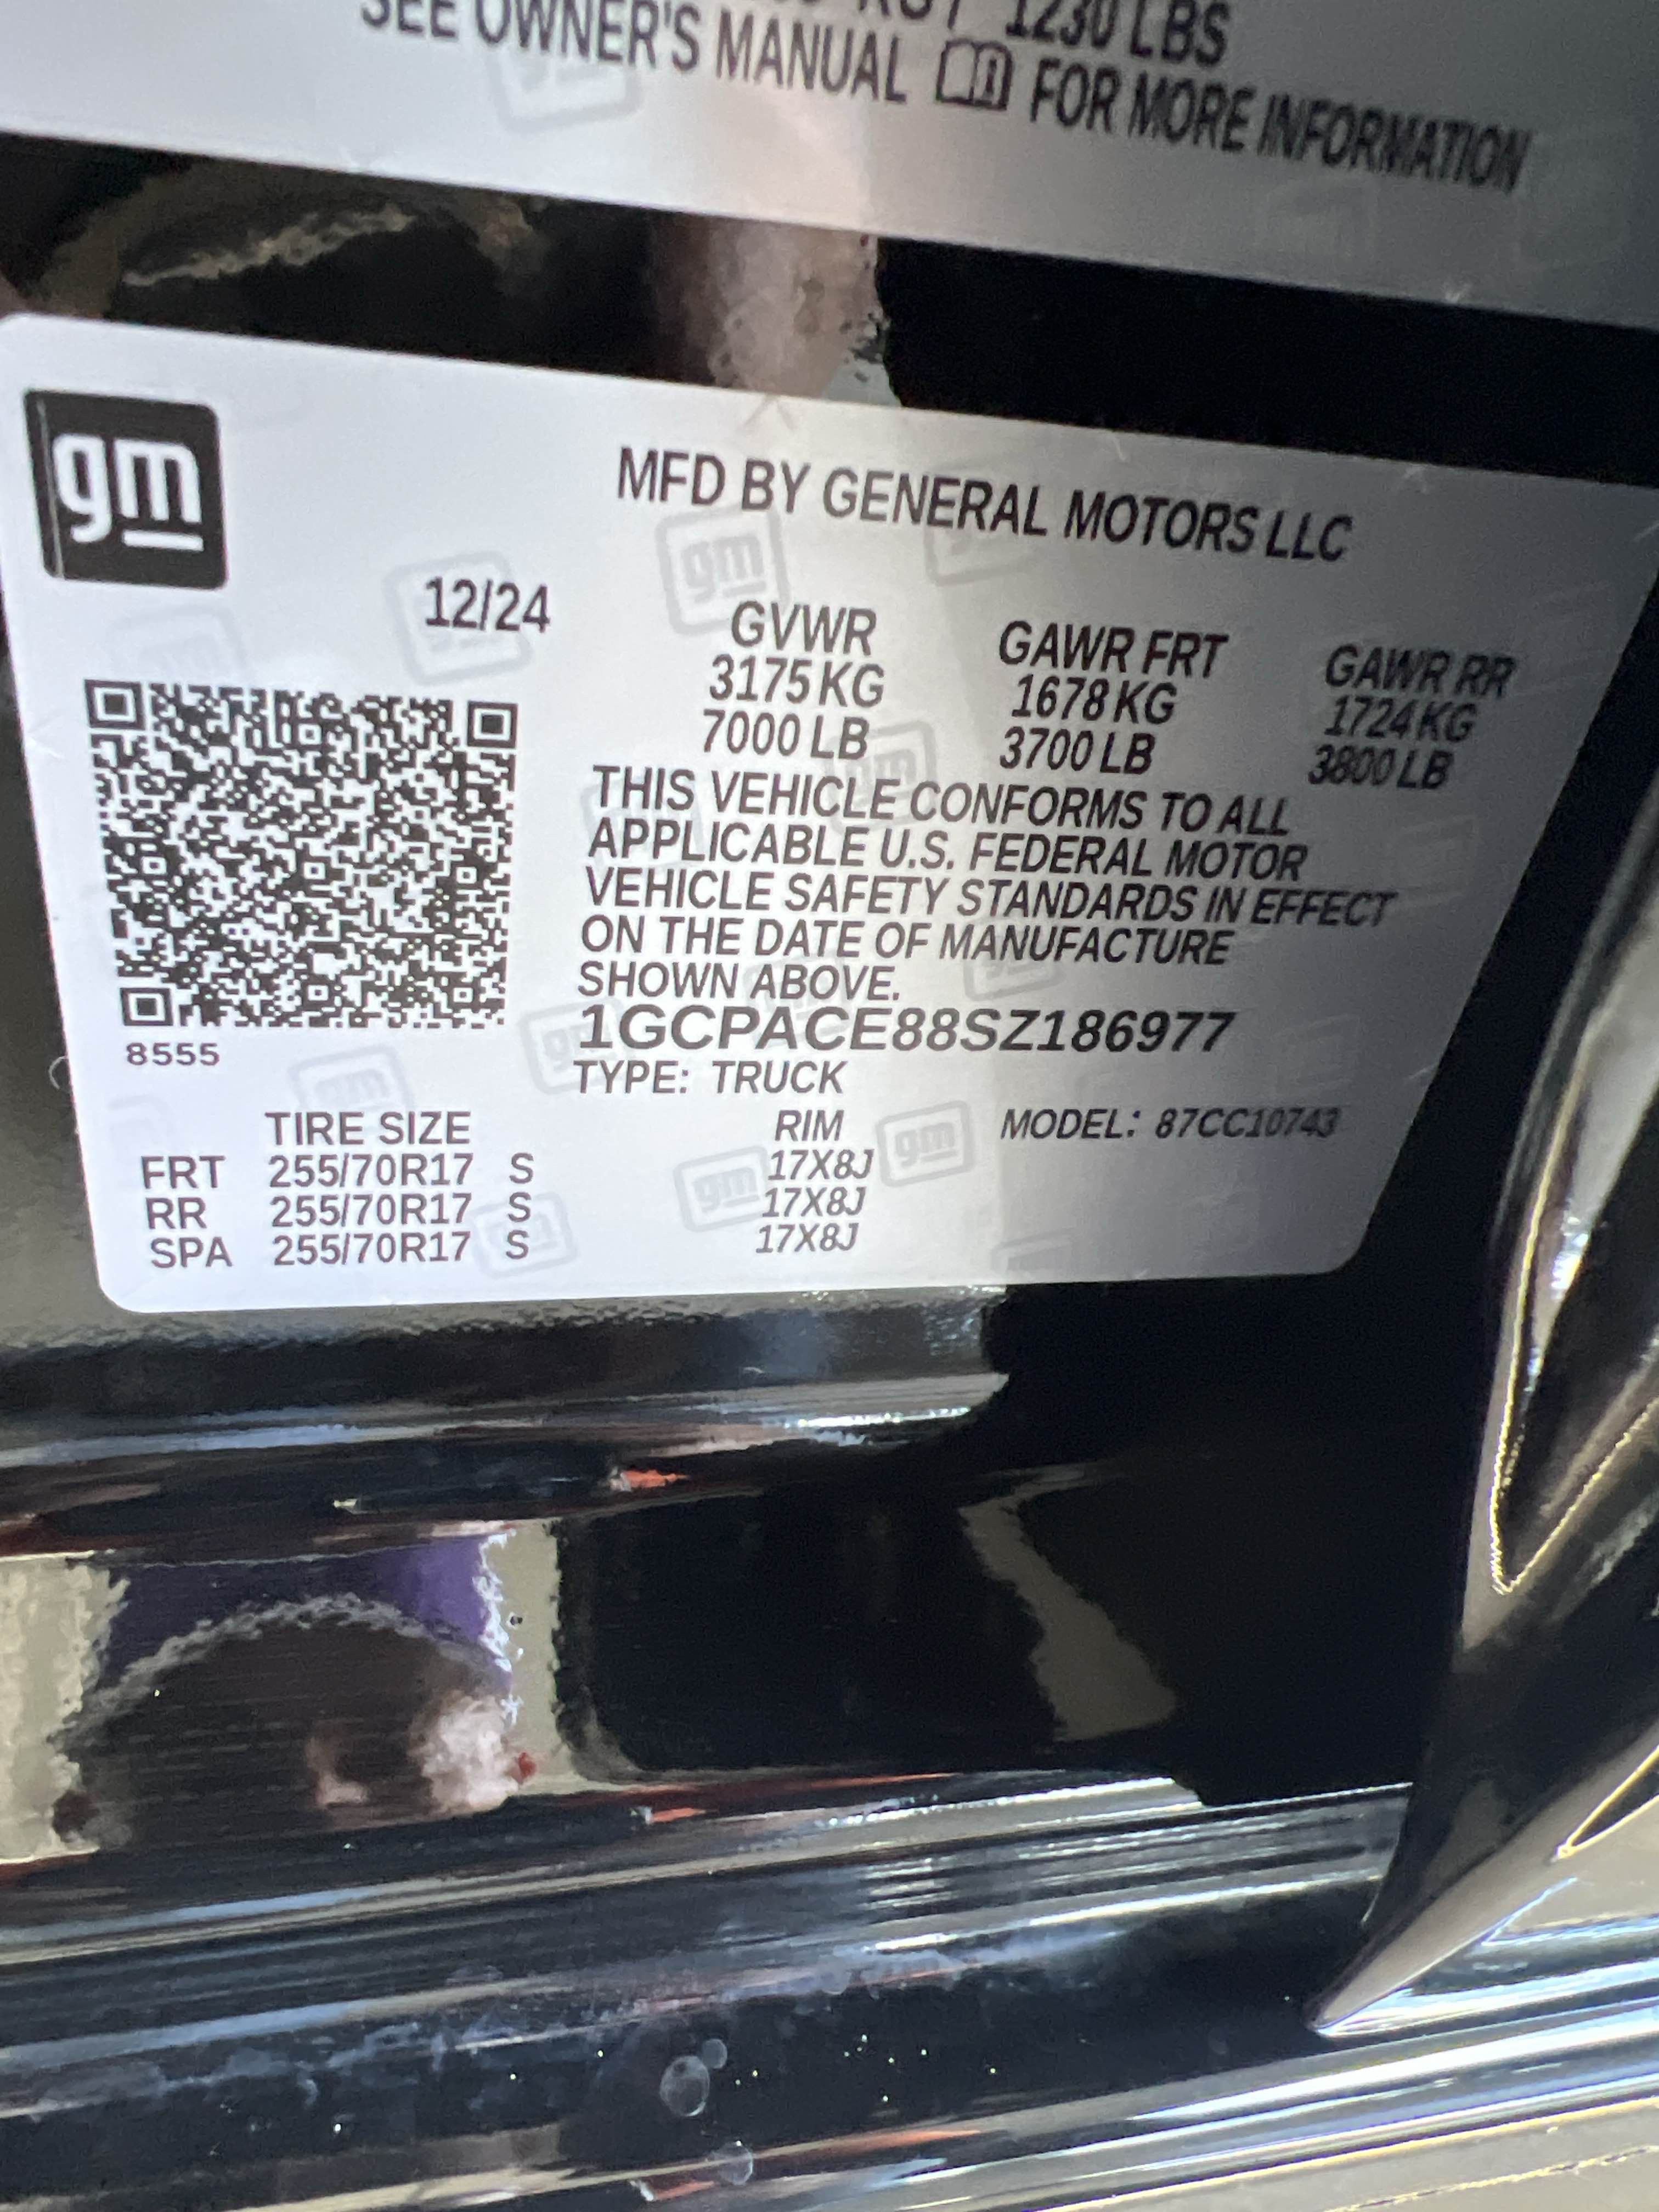 1230 LBS
SEE OWNER'S MANUAL FOR MORE INFORMATION
gm
MFD BY GENERAL MOTORS LLC
12/24
GVWR GAWR FRT GAWR RR
3175 KG 1678 KG 1724 KG
7000 LB 3700 LB 3800 LB
THIS VEHICLE CONFORMS TO ALL
APPLICABLE U.S. FEDERAL MOTOR
VEHICLE SAFETY STANDARDS IN EFFECT
ON THE DATE OF MANUFACTURE
SHOWN ABOVE.
1GCPACE88SZ186977
8555
TYPE: TRUCK
TIRE SIZE RIM MODEL: 87CC10743
FRT 255/70R17 S 17X8J
RR 255/70R17 S 17X8J
SPA 255/70R17 S 17X8J